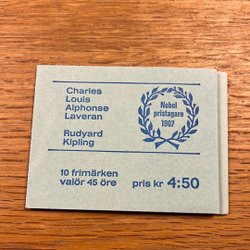 Charles
Louis
Alphonse
Laveran
Rudyard
Kipling
Nobel
pristagare
1907
10 frimärken
valör 45 öre
pris kr 4:50